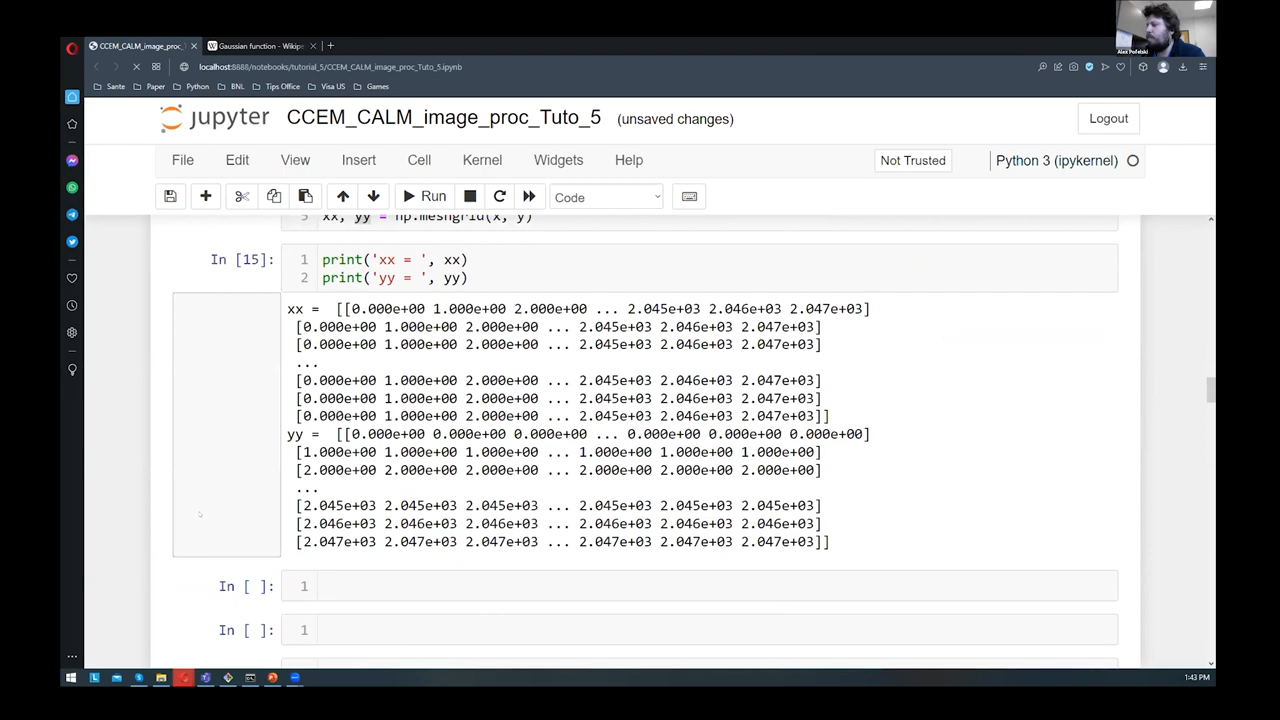 Alex Pofelski
CCEM_CALM_image_proc_
Gaussian function - Wikipe
localhost:8888/notebooks/tutorial_5/CCEM_CALM_image_proc_Tuto_5.ipynb
Sante Paper Python BNL Tips Office Visa US Games
jupyter CCEM_CALM_image_proc_Tuto_5 (unsaved changes) Logout
File Edit View Insert Cell Kernel Widgets Help Not Trusted Python 3 (ipykernel)
Run Code
xx, yy = np.meshgrid(x, y)
In [15]: 1 print('xx = ', xx)
2 print('yy = ', yy)
xx =  [[0.000e+00 1.000e+00 2.000e+00 ... 2.045e+03 2.046e+03 2.047e+03]
[0.000e+00 1.000e+00 2.000e+00 ... 2.045e+03 2.046e+03 2.047e+03]
[0.000e+00 1.000e+00 2.000e+00 ... 2.045e+03 2.046e+03 2.047e+03]
...
[0.000e+00 1.000e+00 2.000e+00 ... 2.045e+03 2.046e+03 2.047e+03]
[0.000e+00 1.000e+00 2.000e+00 ... 2.045e+03 2.046e+03 2.047e+03]
[0.000e+00 1.000e+00 2.000e+00 ... 2.045e+03 2.046e+03 2.047e+03]]
yy =  [[0.000e+00 0.000e+00 0.000e+00 ... 0.000e+00 0.000e+00 0.000e+00]
[1.000e+00 1.000e+00 1.000e+00 ... 1.000e+00 1.000e+00 1.000e+00]
[2.000e+00 2.000e+00 2.000e+00 ... 2.000e+00 2.000e+00 2.000e+00]
...
[2.045e+03 2.045e+03 2.045e+03 ... 2.045e+03 2.045e+03 2.045e+03]
[2.046e+03 2.046e+03 2.046e+03 ... 2.046e+03 2.046e+03 2.046e+03]
[2.047e+03 2.047e+03 2.047e+03 ... 2.047e+03 2.047e+03 2.047e+03]]
In [ ]: 1
In [ ]: 1
1:43 PM